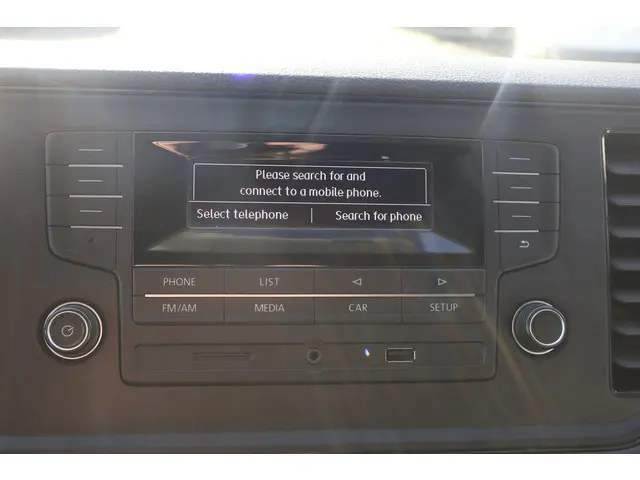 Please search for and
connect to a mobile phone.
Select telephone | Search for phone
PHONE LIST
FM/AM MEDIA CAR SETUP